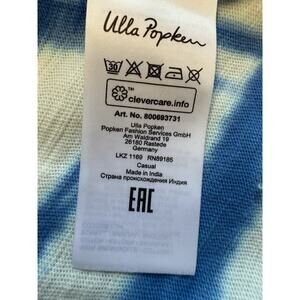 Ulla Popken
30
clevercare.info
Art. No. 800693731
Ulla Popken
Popken Fashion Services GmbH
Am Waldrand 19
26180 Rastede
Germany
LKZ 1169 RN89185
Casual
Made in India
Страна происхождения Индия
EAC